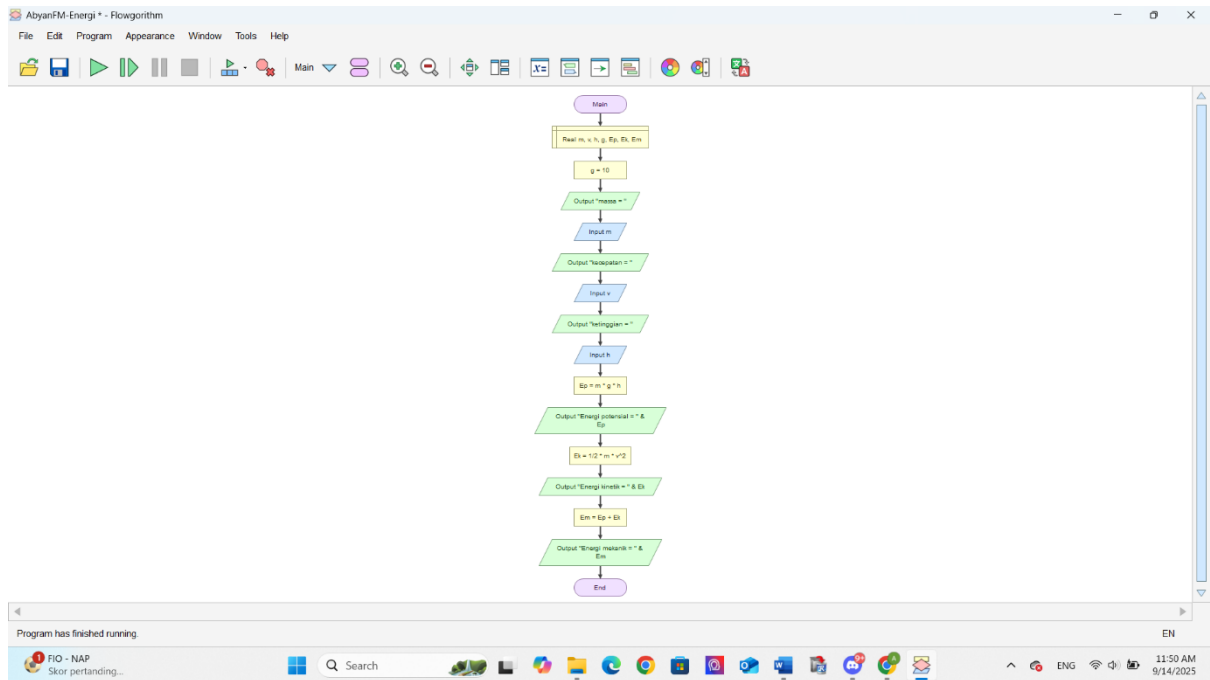 AbyanFM-Energi * - Flowgorithm
File Edit Program Appearance Window Tools Help
Main
Main
Real m, v, h, g, Ep, Ek, Em
g = 10
Output "massa = "
Input m
Output "kecepatan = "
Input v
Output "ketinggian = "
Input h
Ep = m * g * h
Output "Energi potensial = " &
Ep
Ek = 1/2 * m * v^2
Output "Energi kinetik = " & Ek
Em = Ep + Ek
Output "Energi mekanik = " &
Em
End
Program has finished running.
EN
FIO - NAP
Skor pertanding...
Search
ENG
11:50 AM
9/14/2025